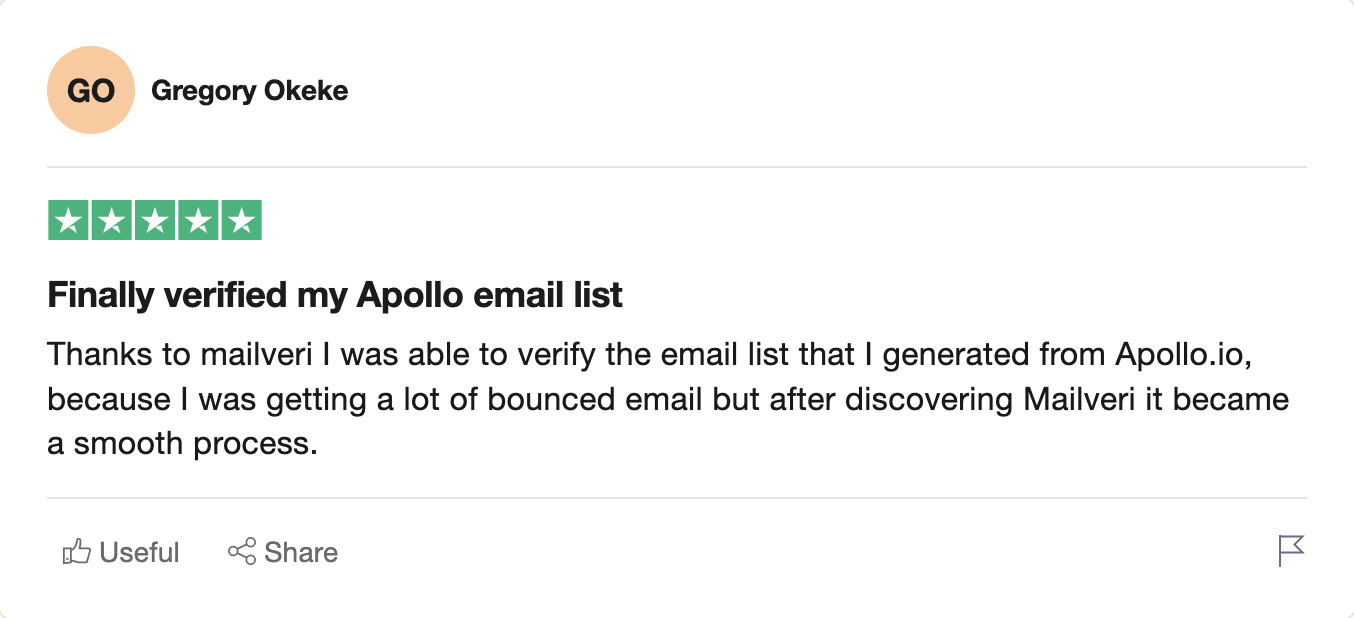 GO
Gregory Okeke
Finally verified my Apollo email list
Thanks to mailveri I was able to verify the email list that I generated from Apollo.io,
because I was getting a lot of bounced email but after discovering Mailveri it became
a smooth process.
Useful
Share